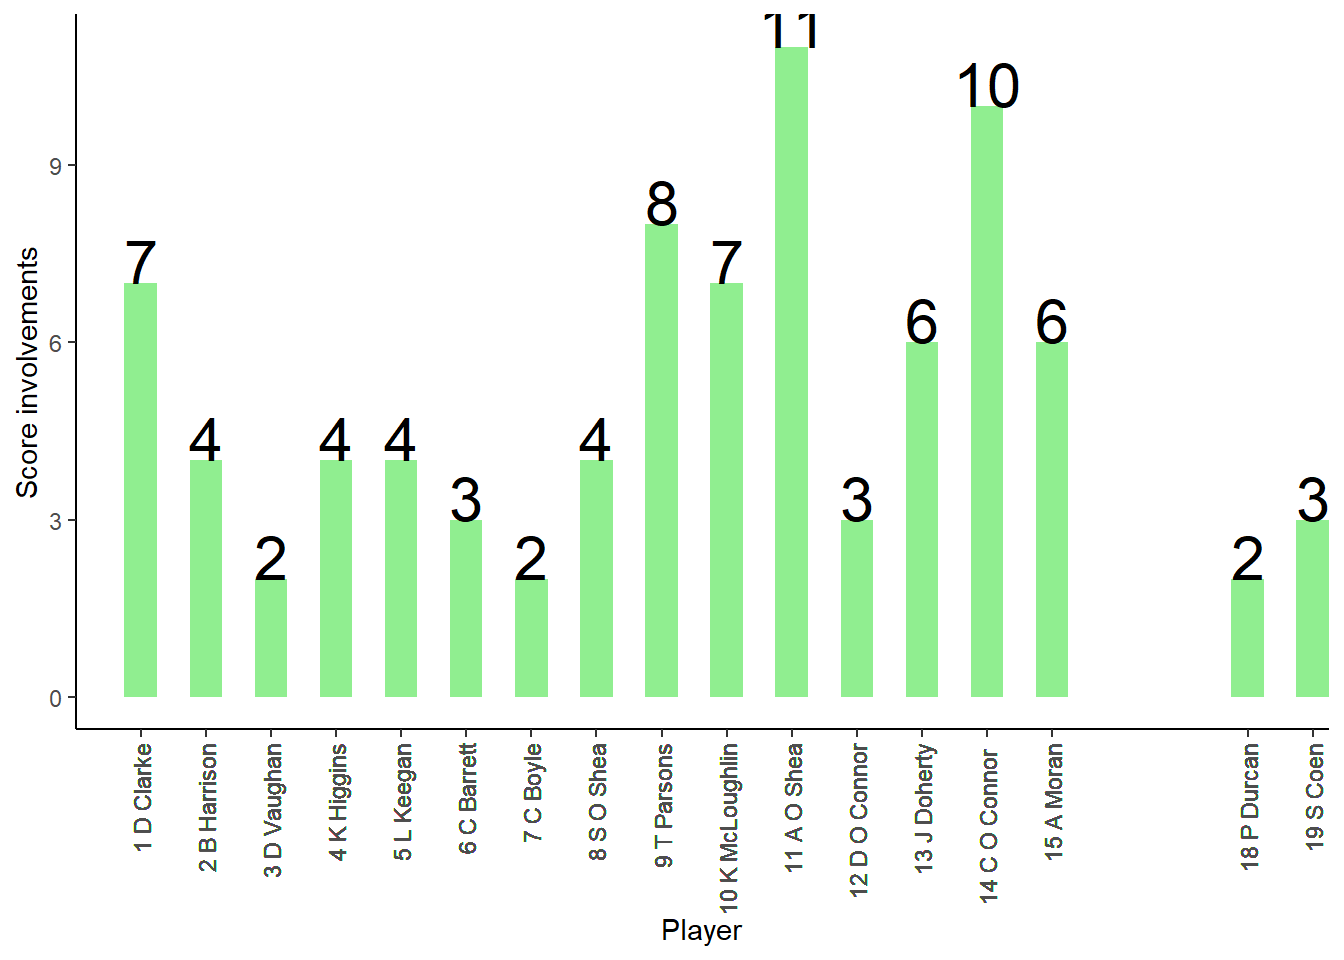 11
10
9
8
7
7
6
6
6
4
4
4
4
3
3
3
3
2
2
2
0
Score involvements
1 D Clarke
2 B Harrison
3 D Vaughan
4 K Higgins
5 L Keegan
6 C Barrett
7 C Boyle
8 S O Shea
9 T Parsons
10 K McLoughlin
11 A O Shea
12 D O Connor
13 J Doherty
14 C O Connor
15 A Moran
18 P Durcan
19 S Coen
Player